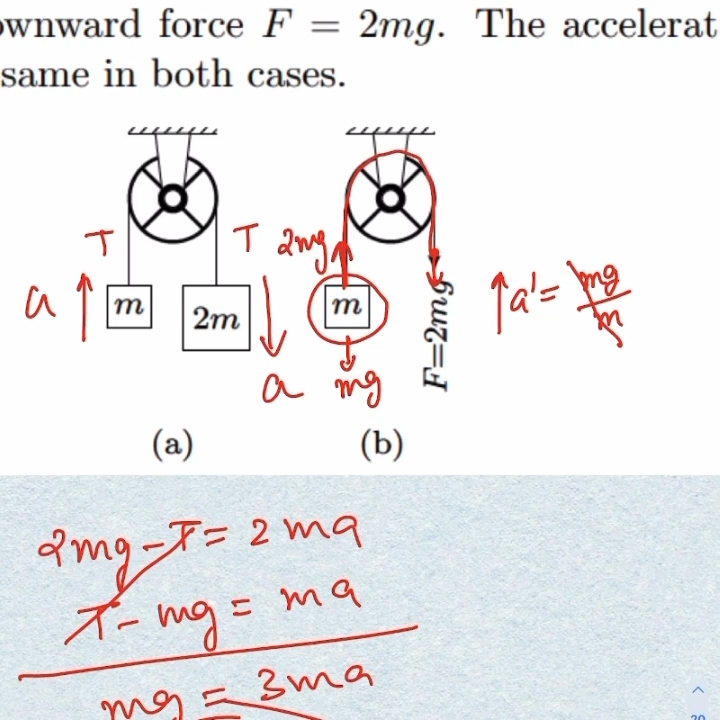 ownward force F = 2mg. The accelerat
same in both cases.
T T 2mg
a m 2m a m mg F=2mg a' = mg/m
(a) (b)
2mg - T = 2ma
T - mg = ma
mg = 3ma